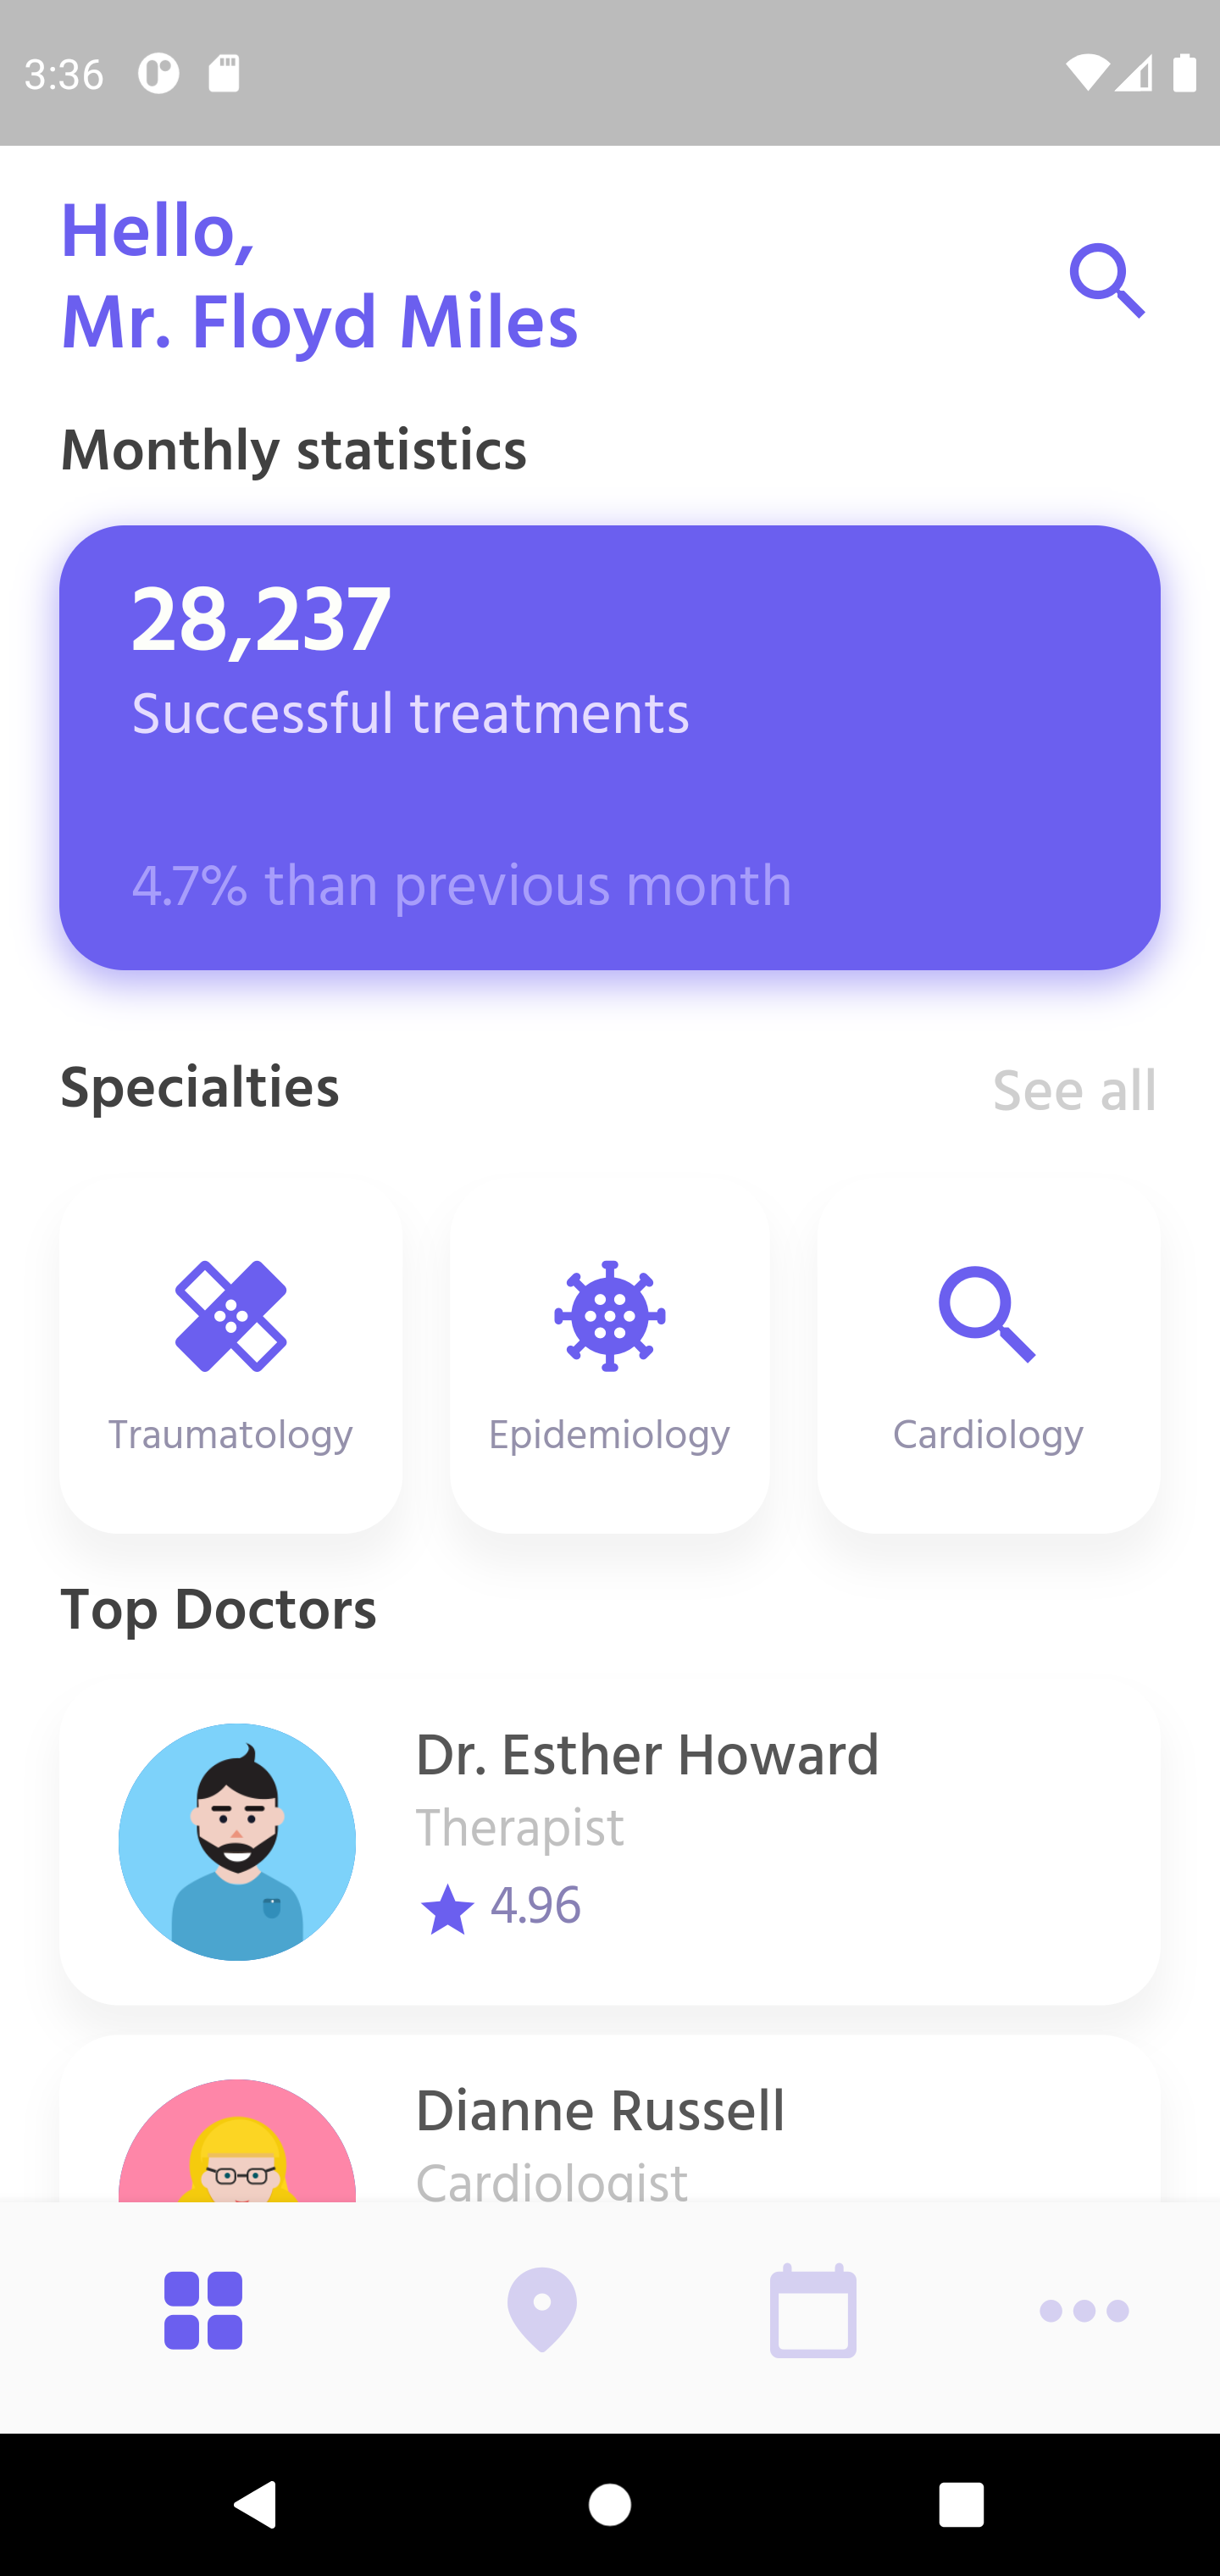 3:36
Hello,
Mr. Floyd Miles
Monthly statistics
28,237
Successful treatments
4.7% than previous month
Specialties
See all
Traumatology
Epidemiology
Cardiology
Top Doctors
Dr. Esther Howard
Therapist
4.96
Dianne Russell
Cardiologist